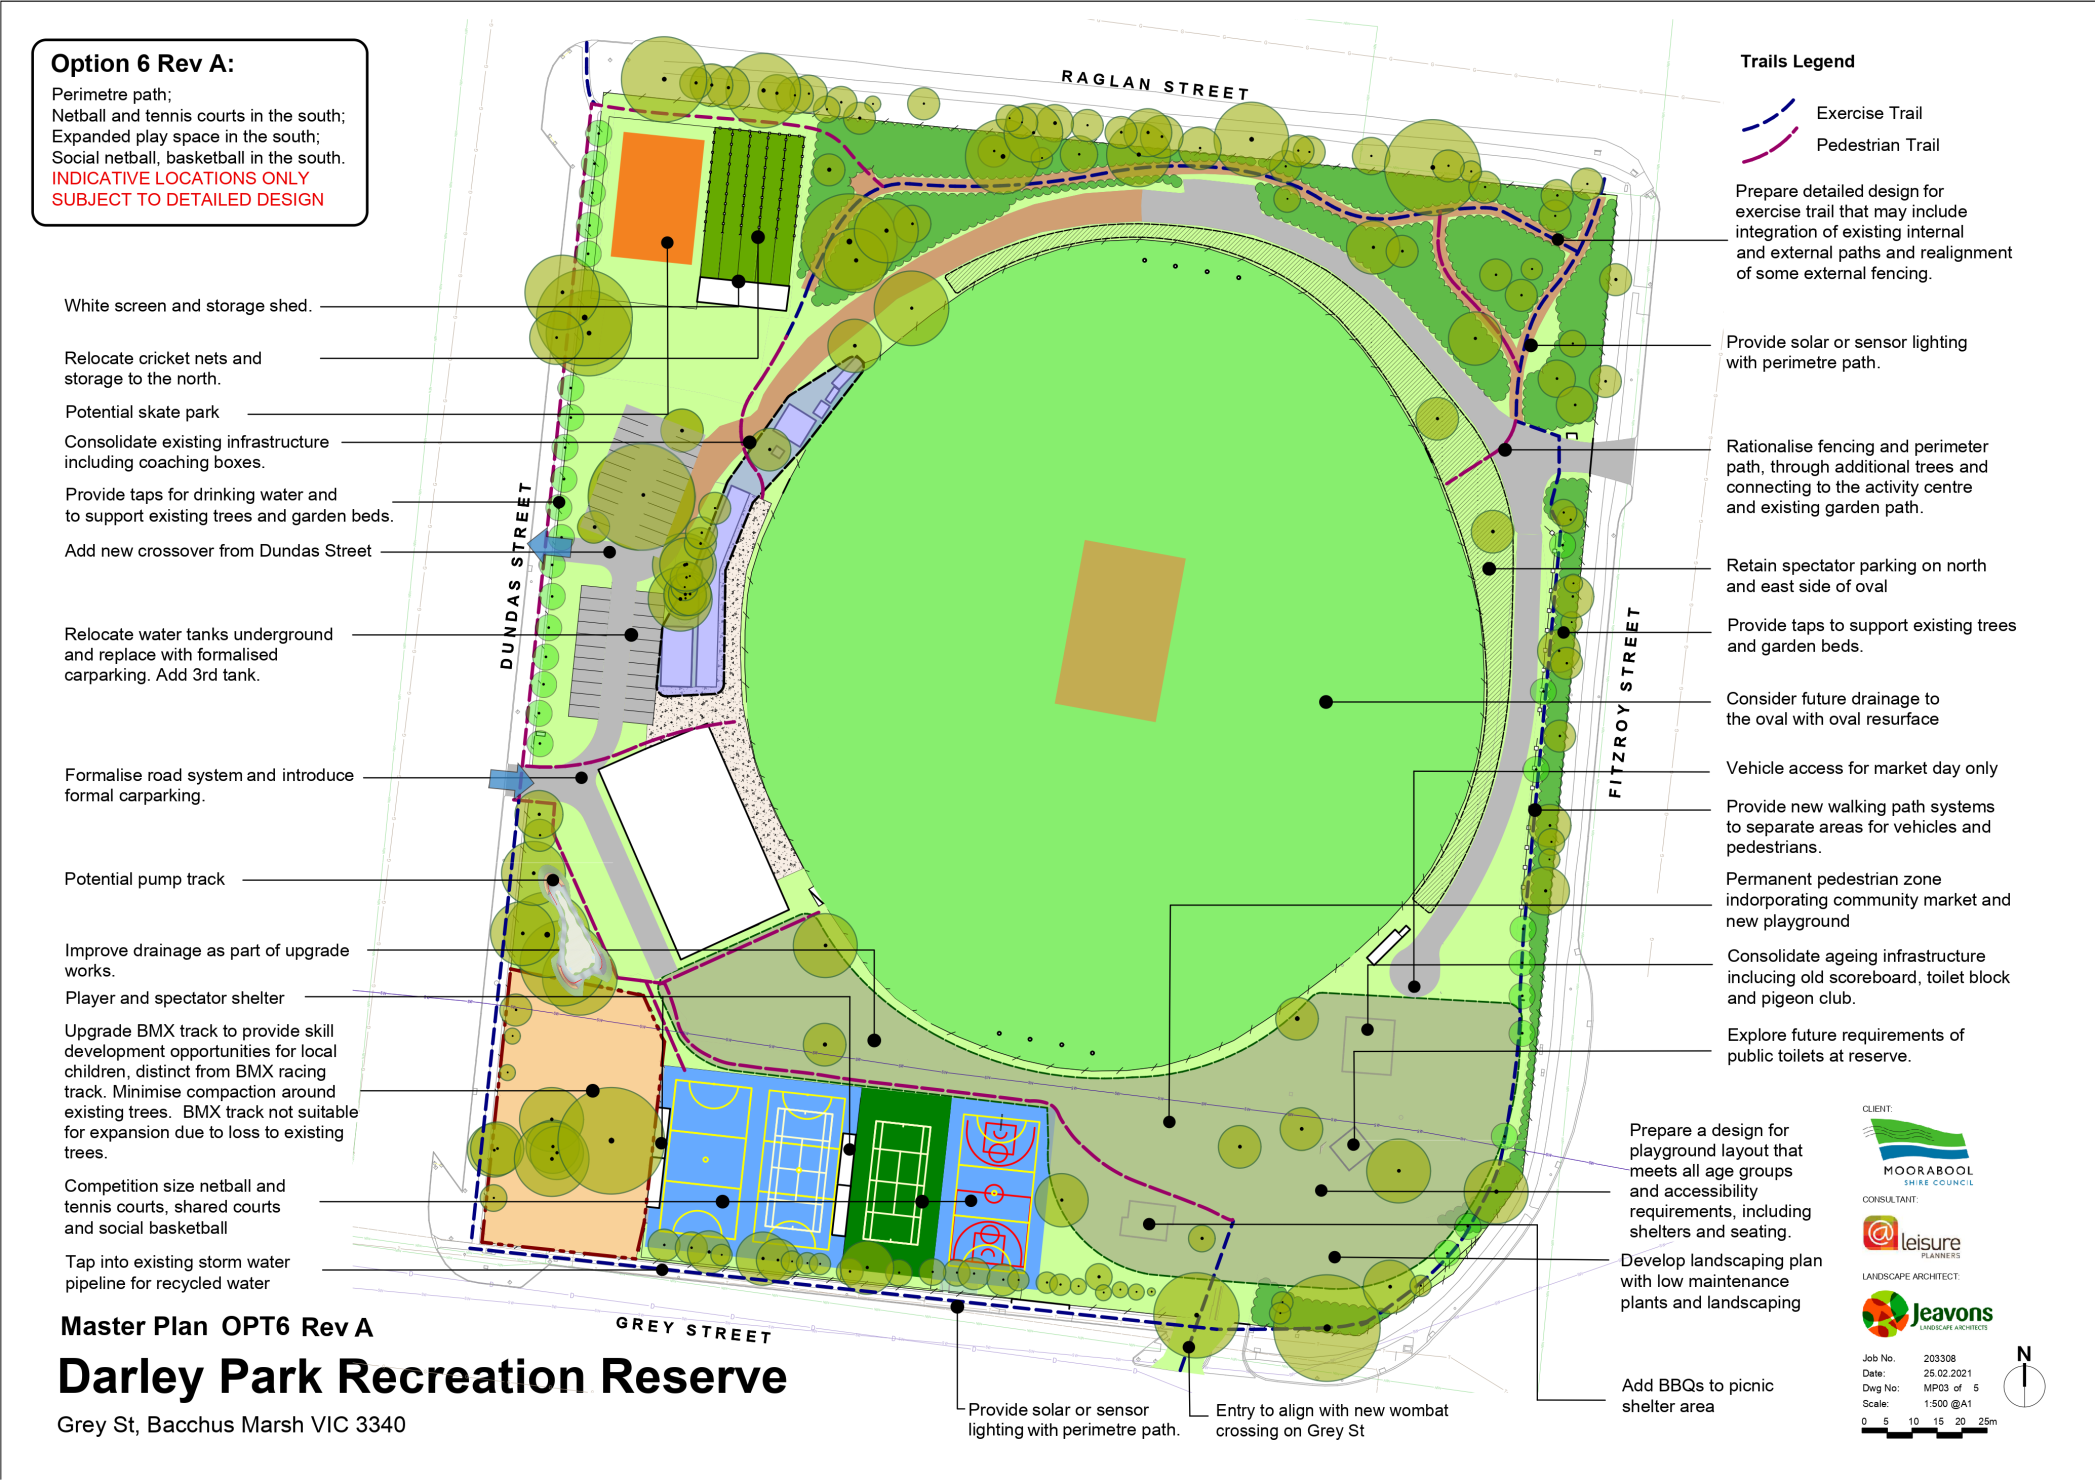 Option 6 Rev A:
Perimetre path;
Netball and tennis courts in the south;
Expanded play space in the south;
Social netball, basketball in the south.
INDICATIVE LOCATIONS ONLY
SUBJECT TO DETAILED DESIGN
RAGLAN STREET
Trails Legend
Exercise Trail
Pedestrian Trail
White screen and storage shed.
Relocate cricket nets and
storage to the north.
Potential skate park
Consolidate existing infrastructure
including coaching boxes.
Provide taps for drinking water and
to support existing trees and garden beds.
Add new crossover from Dundas Street
Relocate water tanks underground
and replace with formalised
carparking. Add 3rd tank.
Formalise road system and introduce
formal carparking.
Potential pump track
Improve drainage as part of upgrade
works.
Player and spectator shelter
Upgrade BMX track to provide skill
development opportunities for local
children, distinct from BMX racing
track. Minimise compaction around
existing trees.  BMX track not suitable
for expansion due to loss to existing
trees.
Competition size netball and
tennis courts, shared courts
and social basketball
Tap into existing storm water
pipeline for recycled water
DUNDAS STREET
FITZROY STREET
GREY STREET
Prepare detailed design for
exercise trail that may include
integration of existing internal
and external paths and realignment
of some external fencing.
Provide solar or sensor lighting
with perimetre path.
Rationalise fencing and perimeter
path, through additional trees and
connecting to the activity centre
and existing garden path.
Retain spectator parking on north
and east side of oval
Provide taps to support existing trees
and garden beds.
Consider future drainage to
the oval with oval resurface
Vehicle access for market day only
Provide new walking path systems
to separate areas for vehicles and
pedestrians.
Permanent pedestrian zone
indorporating community market and
new playground
Consolidate ageing infrastructure
inclucing old scoreboard, toilet block
and pigeon club.
Explore future requirements of
public toilets at reserve.
Prepare a design for
playground layout that
meets all age groups
and accessibility
requirements, including
shelters and seating.
Develop landscaping plan
with low maintenance
plants and landscaping
Add BBQs to picnic
shelter area
Provide solar or sensor
lighting with perimetre path.
Entry to align with new wombat
crossing on Grey St
Master Plan OPT6 Rev A
Darley Park Recreation Reserve
Grey St, Bacchus Marsh VIC 3340
CLIENT:
MOORABOOL
SHIRE COUNCIL
CONSULTANT:
@leisure
PLANNERS
LANDSCAPE ARCHITECT:
Jeavons
LANDSCAPE ARCHITECTS
Job No. 203308
Date: 25.02.2021
Dwg No: MP03 of 5
Scale: 1:500 @A1
0 5 10 15 20 25m
N